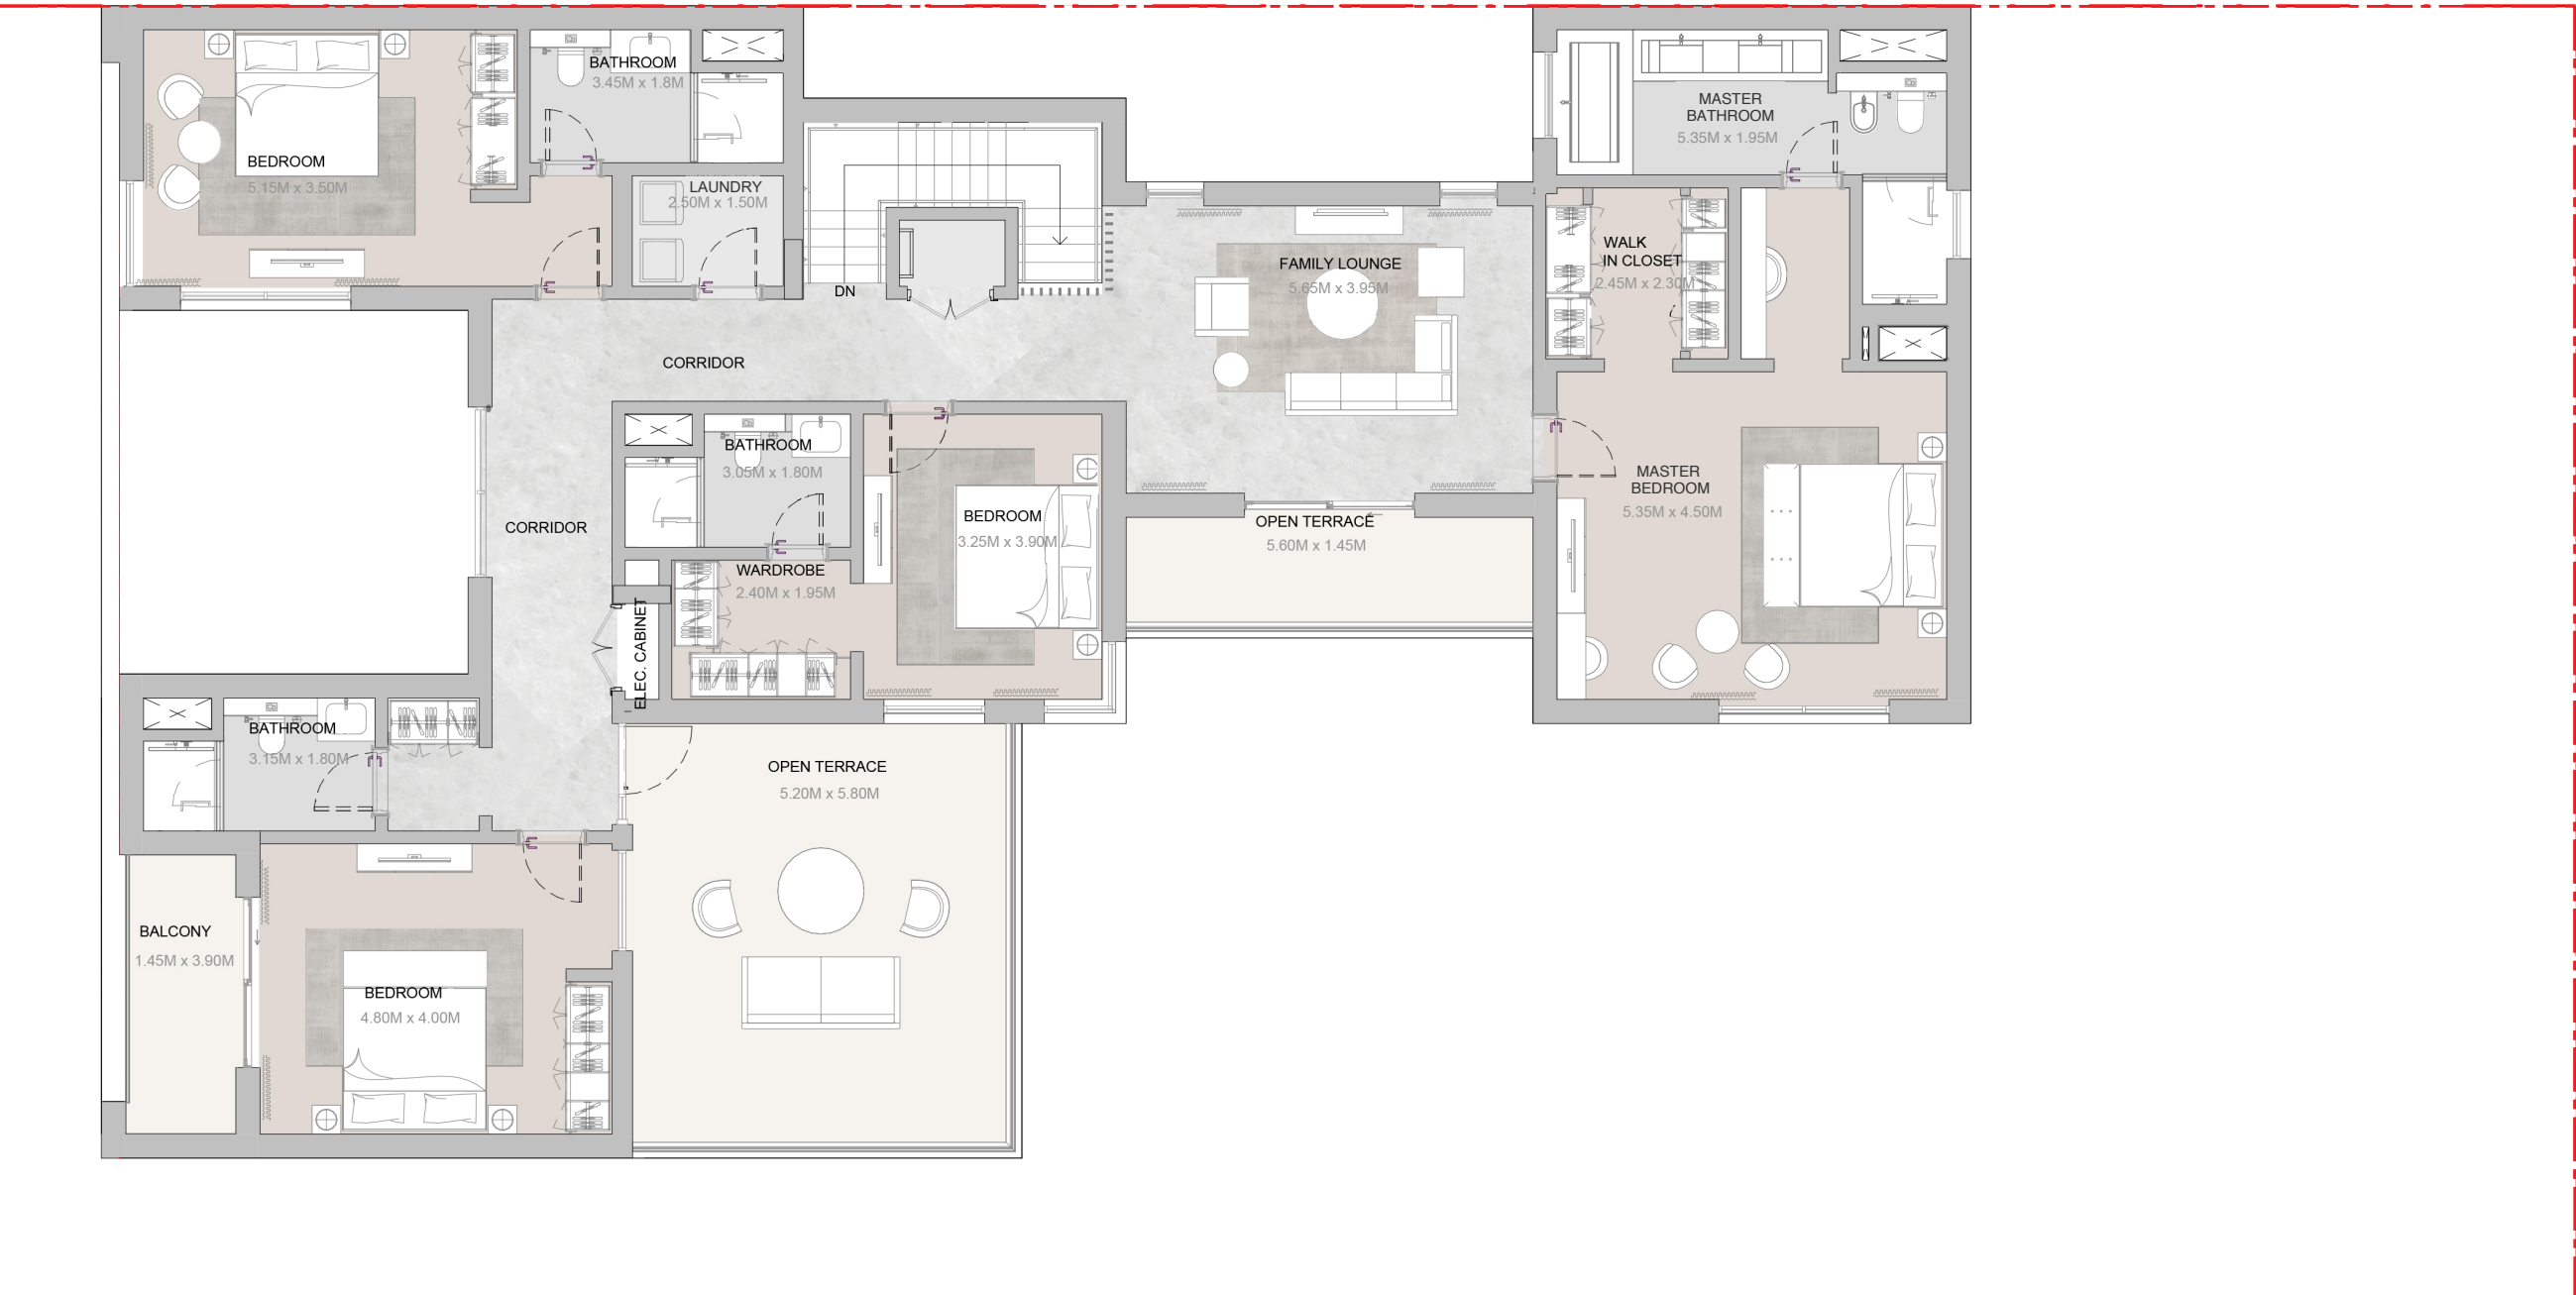 BATHROOM
3.45M x 1.8M
BEDROOM
5.15M x 3.50M
LAUNDRY
2.50M x 1.50M
DN
FAMILY LOUNGE
5.65M x 3.95M
MASTER
BATHROOM
5.35M x 1.95M
WALK
IN CLOSET
2.45M x 2.30M
CORRIDOR
BATHROOM
3.05M x 1.80M
BEDROOM
3.25M x 3.90M
WARDROBE
2.40M x 1.95M
CORRIDOR
ELEC. CABINET
OPEN TERRACE
5.60M x 1.45M
MASTER
BEDROOM
5.35M x 4.50M
BATHROOM
3.15M x 1.80M
OPEN TERRACE
5.20M x 5.80M
BALCONY
1.45M x 3.90M
BEDROOM
4.80M x 4.00M